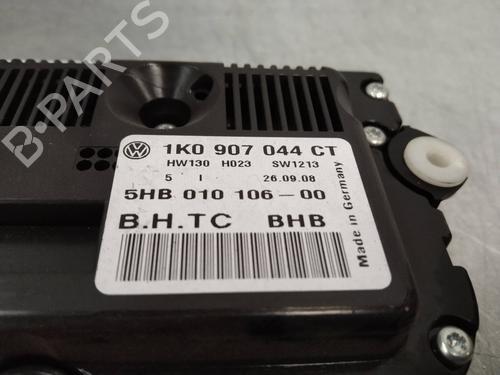 B-PARTS
1K0 907 044 CT
HW130 H023 SW1213
5 I 26.09.08
5HB 010 106-00
B.H.TC BHB
Made in Germany